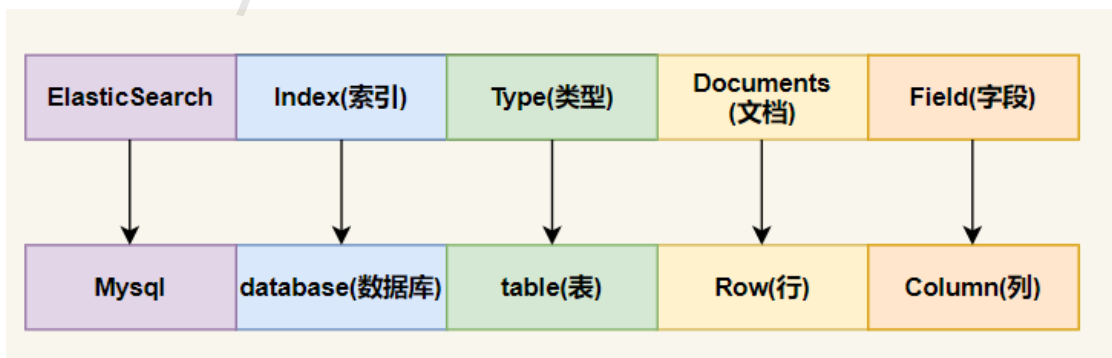 ElasticSearch
Index(索引)
Type(类型)
Documents
(文档)
Field(字段)
Mysql
database(数据库)
table(表)
Row(行)
Column(列)